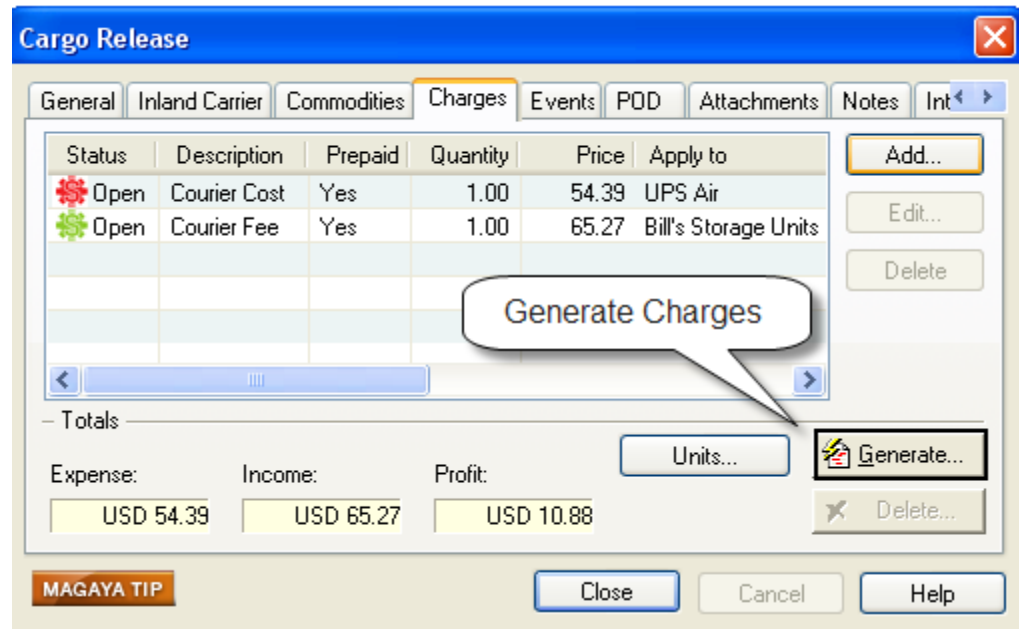 Cargo Release
General Inland Carrier Commodities Charges Events POD Attachments Notes Int
Status Description Prepaid Quantity Price Apply to
Open Courier Cost Yes 1.00 54.39 UPS Air
Open Courier Fee Yes 1.00 65.27 Bill's Storage Units
Add...
Edit...
Delete
Generate Charges
Totals
Units...
Generate...
Expense: Income: Profit:
USD 54.39 USD 65.27 USD 10.88
Delete...
MAGAYA TIP
Close Cancel Help